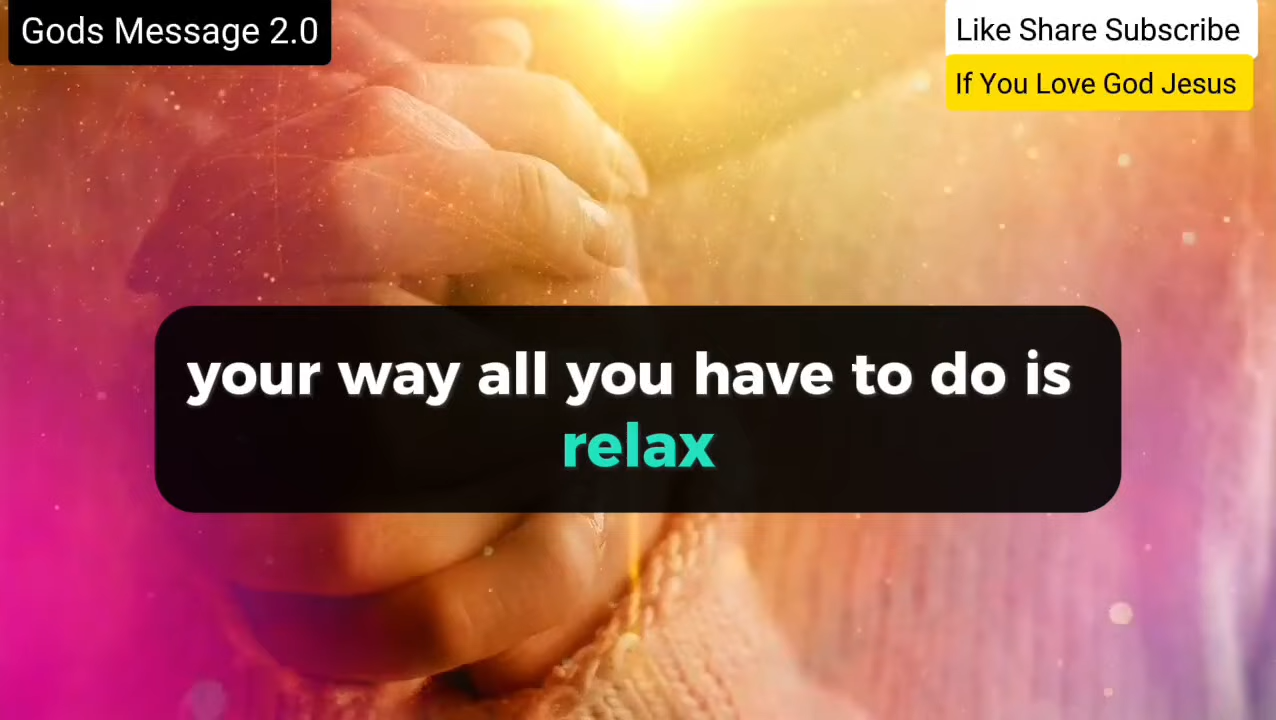 Gods Message 2.0
Like Share Subscribe
If You Love God Jesus
your way all you have to do is
relax